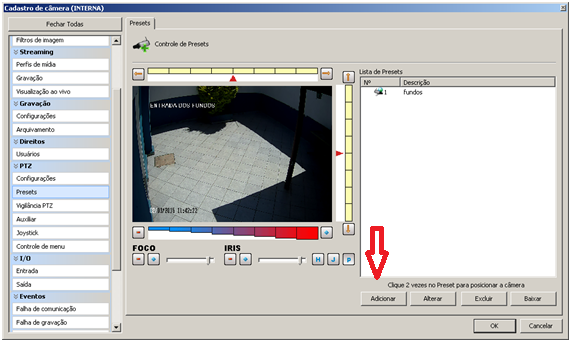 Cadastro de câmera (INTERNA)
Fechar Todas
Filtros de imagem
Streaming
Perfis de mídia
Gravação
Visualização ao vivo
Gravação
Configurações
Arquivamento
Direitos
Usuários
PTZ
Configurações
Presets
Vigilância PTZ
Auxiliar
Joystick
Controle de menu
I/O
Entrada
Saída
Eventos
Falha de comunicação
Falha de gravação
Presets
Controle de Presets
ENTRADA DOS FUNDOS
FOCO
IRIS
H J P
Lista de Presets
Nº Descrição
1 fundos
Clique 2 vezes no Preset para posicionar a câmera
Adicionar Alterar Excluir Baixar
OK Cancelar